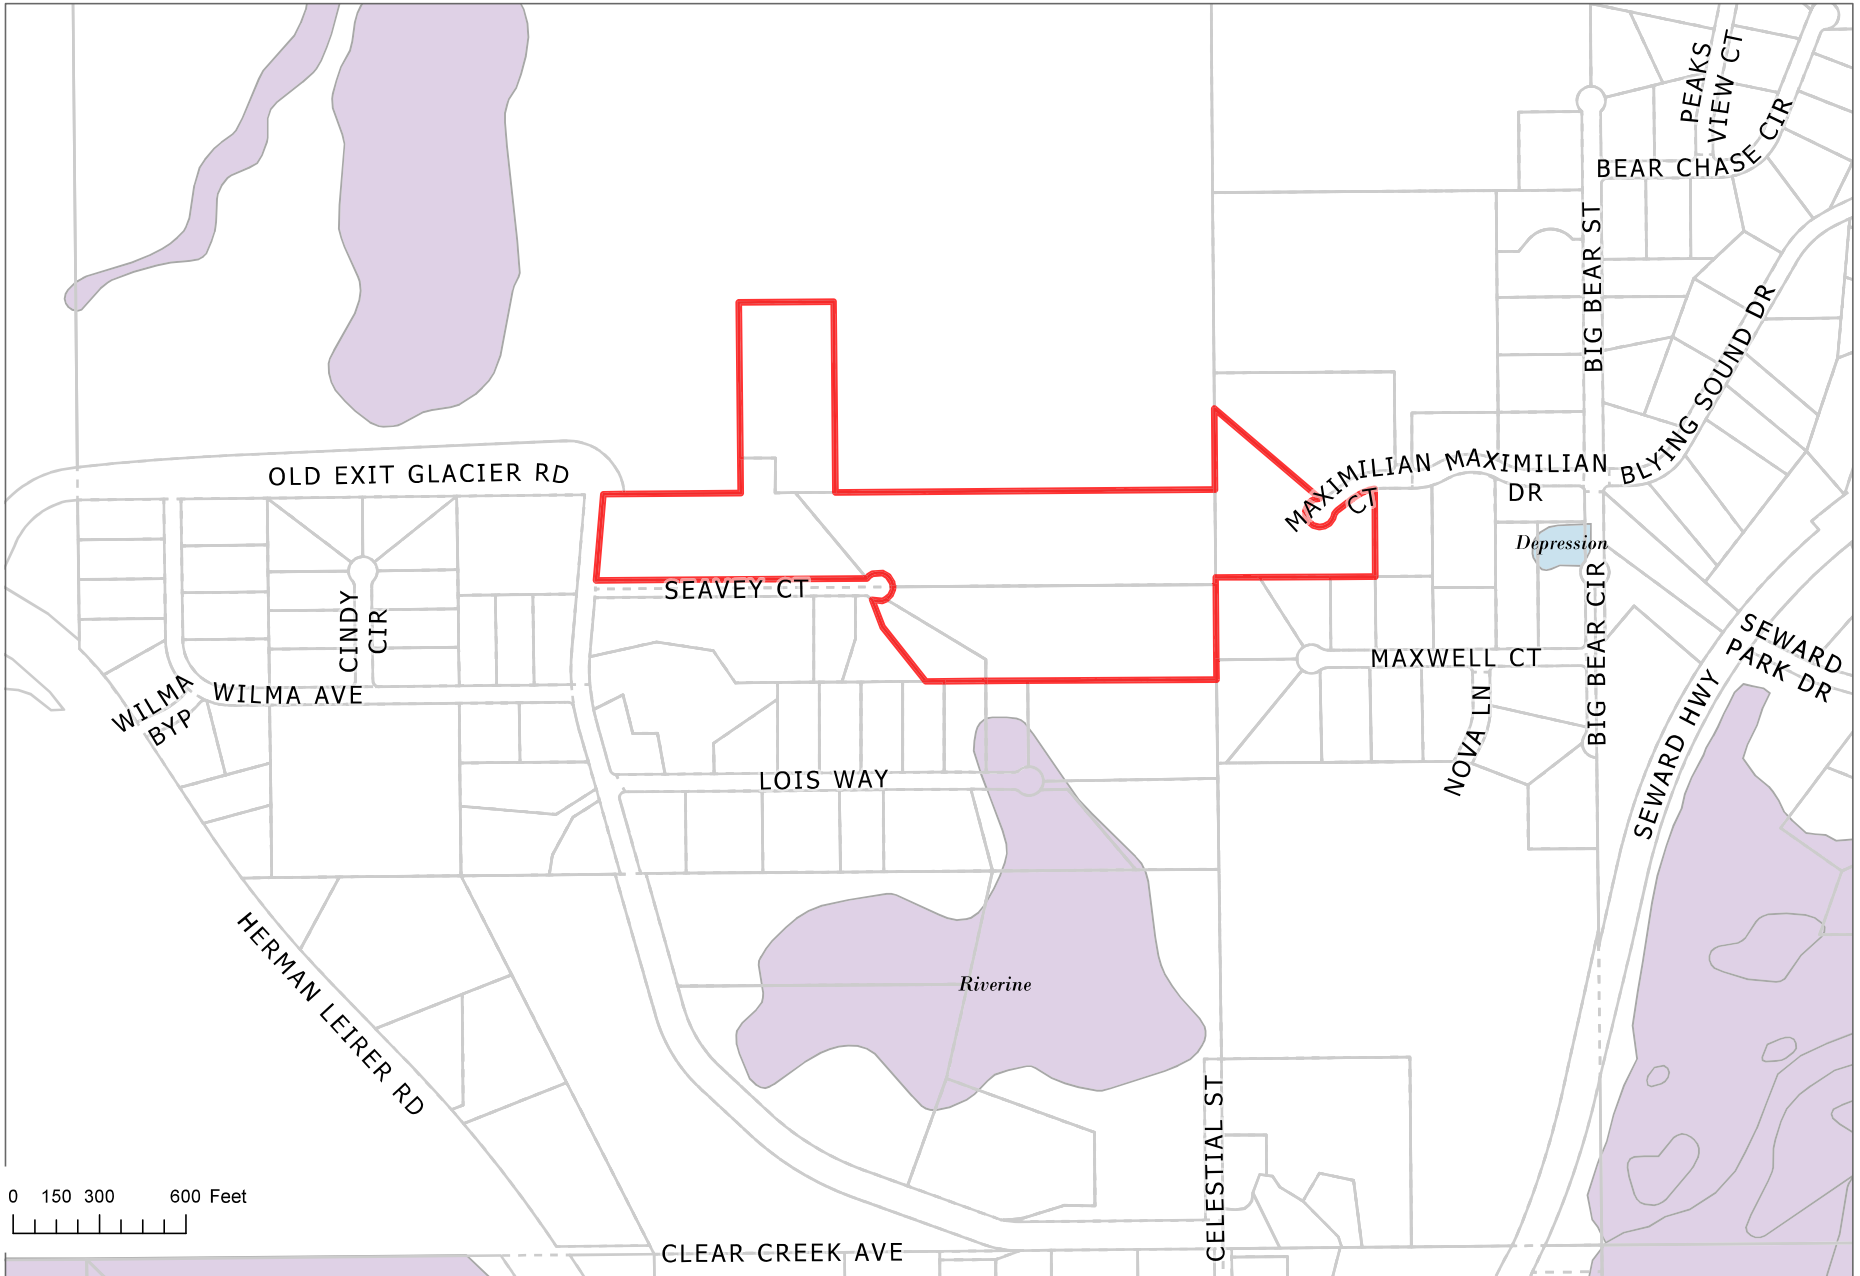 PEAKS
VIEW CT
BEAR CHASE CIR
BIG BEAR ST
BLYING SOUND DR
OLD EXIT GLACIER RD
MAXIMILIAN
CT
MAXIMILIAN
DR
Depression
SEAVEY CT
CINDY
CIR
BIG BEAR CIR
SEWARD
PARK DR
MAXWELL CT
WILMA AVE
WILMA
BYP
NOVA LN
SEWARD HWY
LOIS WAY
HERMAN LEIRER RD
Riverine
CELESTIAL ST
0 150 300 600 Feet
CLEAR CREEK AVE